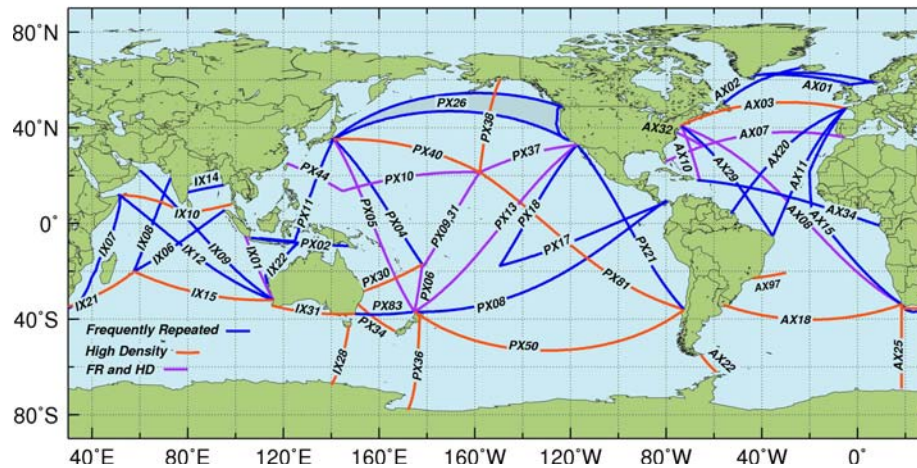 80°N
40°N
0°
40°S
80°S
40°E
80°E
120°E
160°E
160°W
120°W
80°W
40°W
0°
AX02
AX01
PX26
PX38
AX03
AX32
AX07
PX40
PX37
AX10
AX20
PX44
PX10
AX29
AX11
IX14
PX11
PX05
PX09.31
PX13
PX18
AX34
IX10
PX04
AX08
AX15
IX07
IX08
IX06
IX12
IX09
IX01
IX22
PX02
PX17
PX21
PX30
PX06
PX81
AX97
IX21
IX15
IX31
PX83
PX08
PX34
PX50
AX18
IX28
PX36
AX22
AX25
Frequently Repeated
High Density
FR and HD